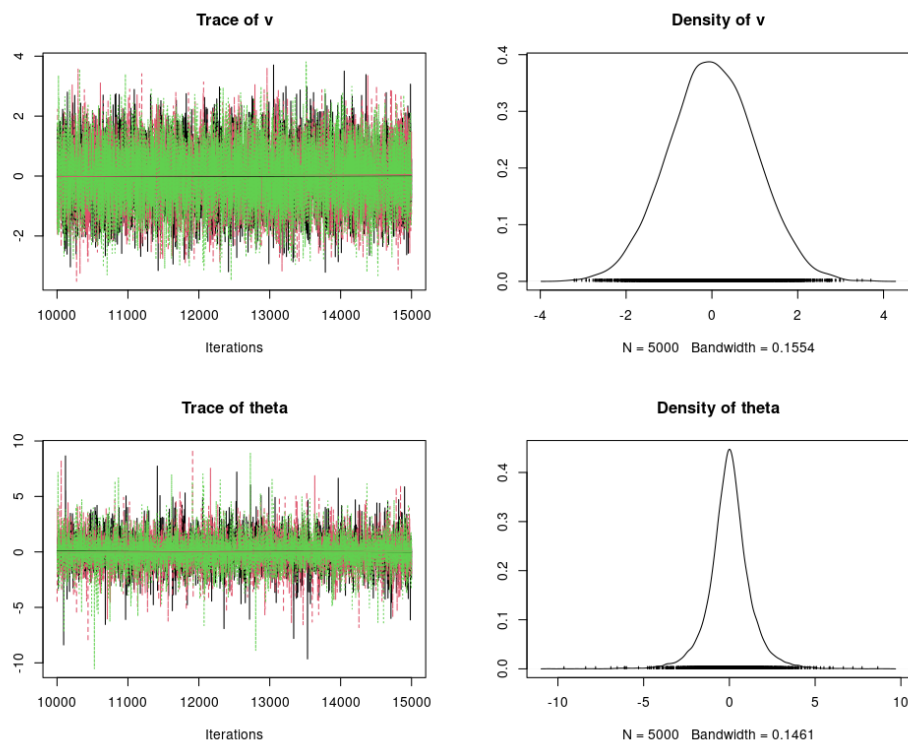 Trace of v
4
2
0
-2
10000 11000 12000 13000 14000 15000
Iterations
Density of v
0.4
0.3
0.2
0.1
0.0
-4 -2 0 2 4
N = 5000 Bandwidth = 0.1554
Trace of theta
10
5
0
-5
-10
10000 11000 12000 13000 14000 15000
Iterations
Density of theta
0.4
0.3
0.2
0.1
0.0
-10 -5 0 5 10
N = 5000 Bandwidth = 0.1461